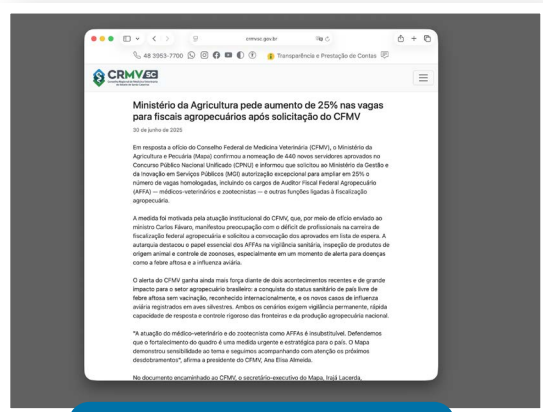 crmvsc.gov.br
48 3953-7700
Transparência e Prestação de Contas
CRMVSC
Ministério da Agricultura pede aumento de 25% nas vagas
para fiscais agropecuários após solicitação do CFMV
30 de junho de 2025
Em resposta a ofício do Conselho Federal de Medicina Veterinária (CFMV), o Ministério da
Agricultura e Pecuária (Mapa) confirmou a nomeação de 440 novos servidores aprovados no
Concurso Público Nacional Unificado (CPNU) e informou que solicitou ao Ministério da Gestão e
da Inovação em Serviços Públicos (MGI) autorização excepcional para ampliar em 25% o
número de vagas homologadas, incluindo os cargos de Auditor Fiscal Federal Agropecuário
(AFFA) — médicos-veterinários e zootecnistas — e outras funções ligadas à fiscalização
agropecuária.
A medida foi motivada pela atuação institucional do CFMV, que, por meio de ofício enviado ao
ministro Carlos Fávaro, manifestou preocupação com o déficit de profissionais na carreira de
fiscalização federal agropecuária e solicitou a convocação dos aprovados em lista de espera. A
autarquia destacou o papel essencial dos AFFAs na vigilância sanitária, inspeção de produtos de
origem animal e controle de zoonoses, especialmente em um momento de alerta para doenças
como a febre aftosa e a influenza aviária.
O alerta do CFMV ganha ainda mais força diante de dois acontecimentos recentes e de grande
impacto para o setor agropecuário brasileiro: a conquista do status sanitário de país livre de
febre aftosa sem vacinação, reconhecido internacionalmente, e os novos casos de influenza
aviária registrados em aves silvestres. Ambos os cenários exigem vigilância permanente, rápida
capacidade de resposta e controle rigoroso das fronteiras e da produção agropecuária nacional.
"A atuação do médico-veterinário e do zootecnista como AFFAs é insubstituível. Defendemos
que o fortalecimento do quadro é uma medida urgente e estratégica para o país. O Mapa
demonstrou sensibilidade ao tema e seguimos acompanhando com atenção os próximos
desdobramentos", afirma a presidente do CFMV, Ana Elisa Almeida.
No documento encaminhado ao CFMV, o secretário-executivo do Mapa, Irajá Lacerda,